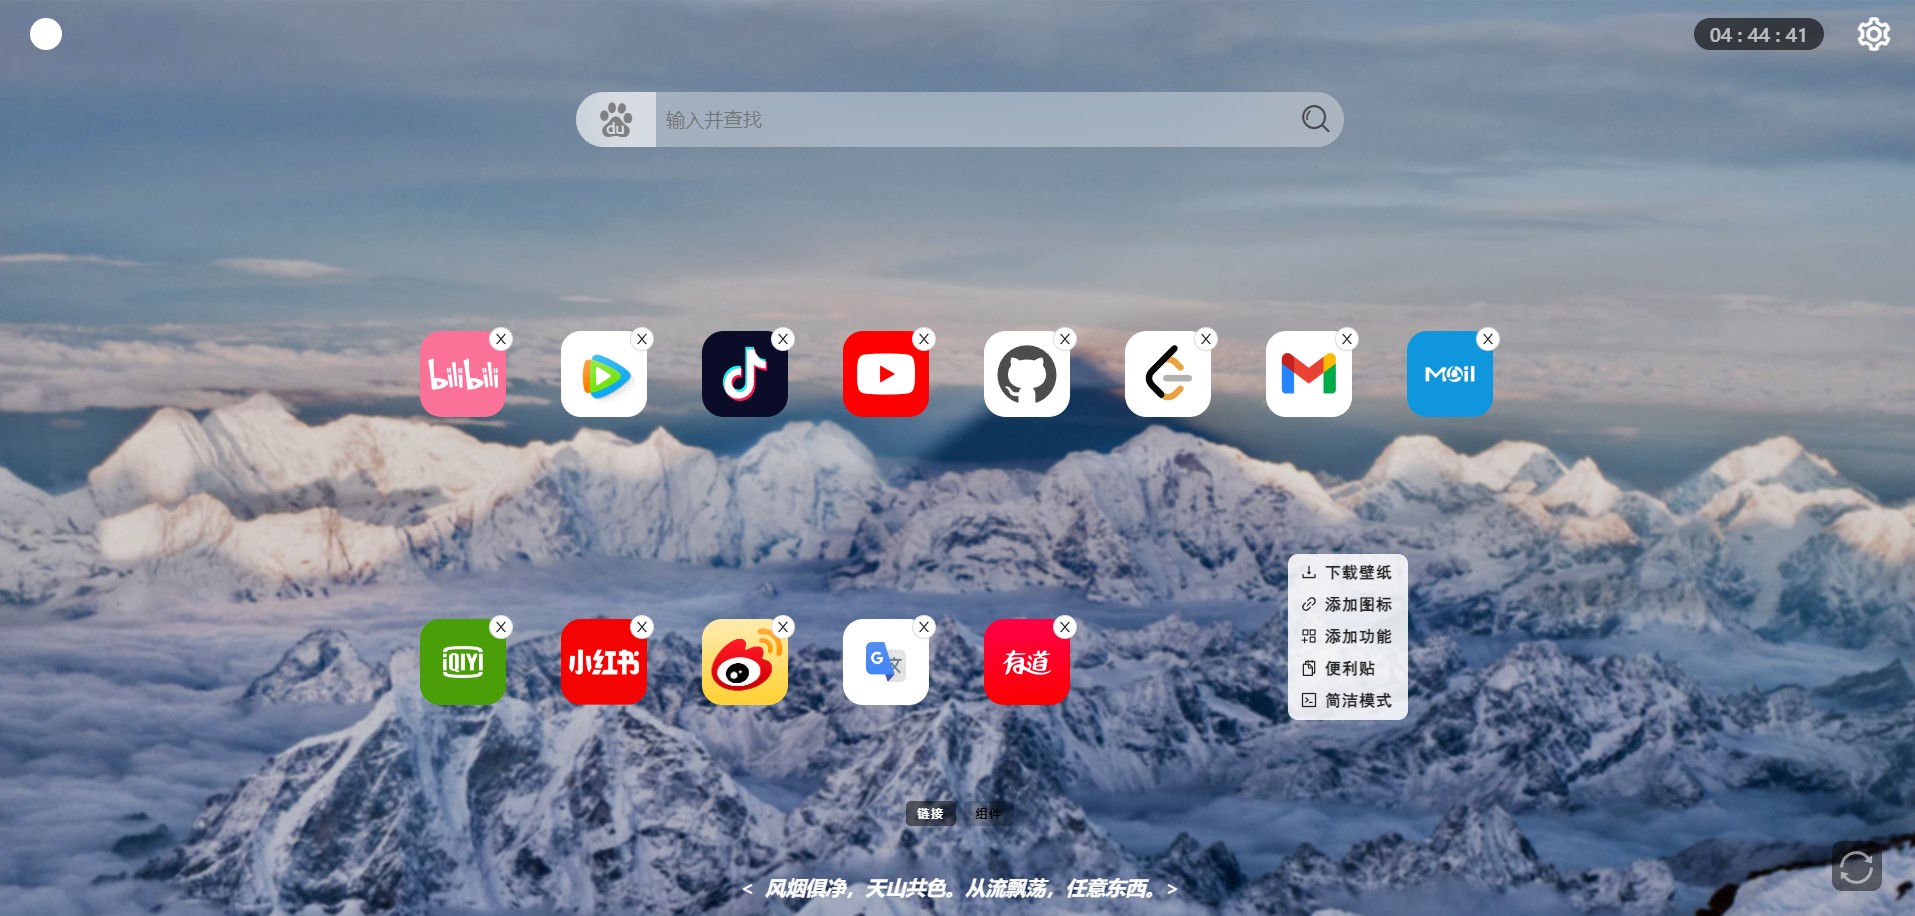 04 : 44 : 41
du
输入并查找
X X X X X X X X
bilibili
MAil
X X X X X
iQIYI
小红书
G 文
有道
下载壁纸
添加图标
添加功能
便利贴
简洁模式
链接 组件
< 风烟俱净，天山共色。从流飘荡，任意东西。 >